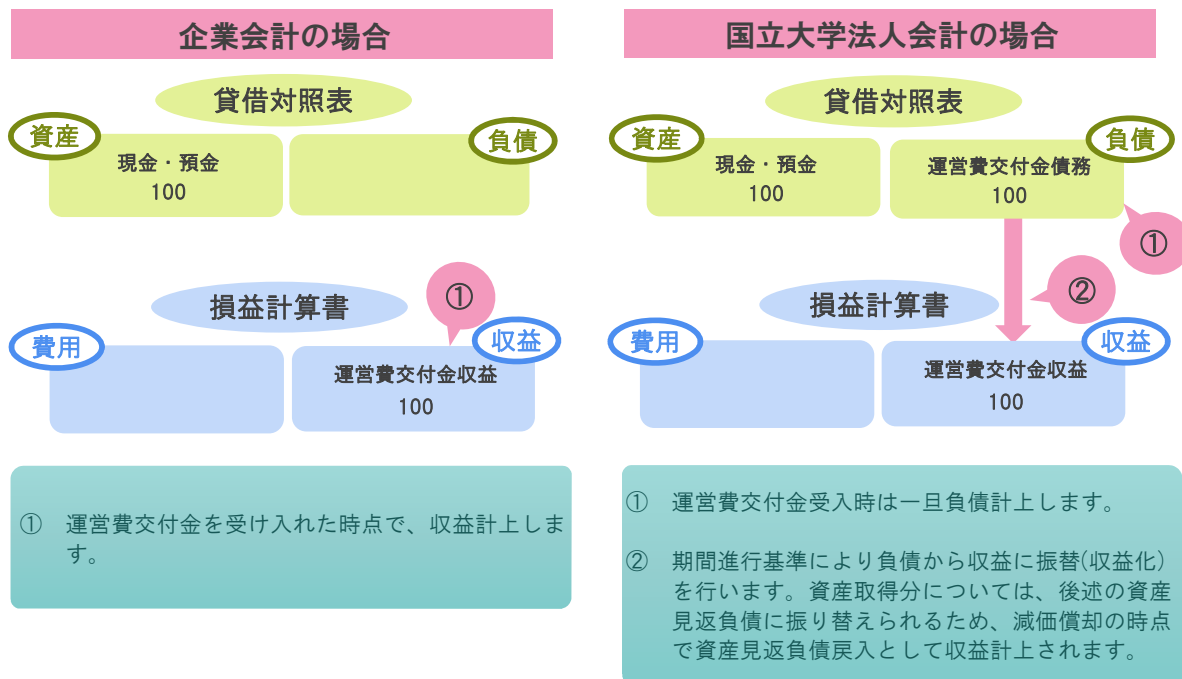 企業会計の場合
貸借対照表
資産
負債
現金・預金
100
損益計算書
①
費用
収益
運営費交付金収益
100
① 運営費交付金を受け入れた時点で、収益計上しま
す。
国立大学法人会計の場合
貸借対照表
資産
負債
現金・預金
100
運営費交付金債務
100
①
②
損益計算書
費用
収益
運営費交付金収益
100
① 運営費交付金受入時は一旦負債計上します。
② 期間進行基準により負債から収益に振替(収益化)
を行います。資産取得分については、後述の資産
見返負債に振り替えられるため、減価償却の時点
で資産見返負債戻入として収益計上されます。